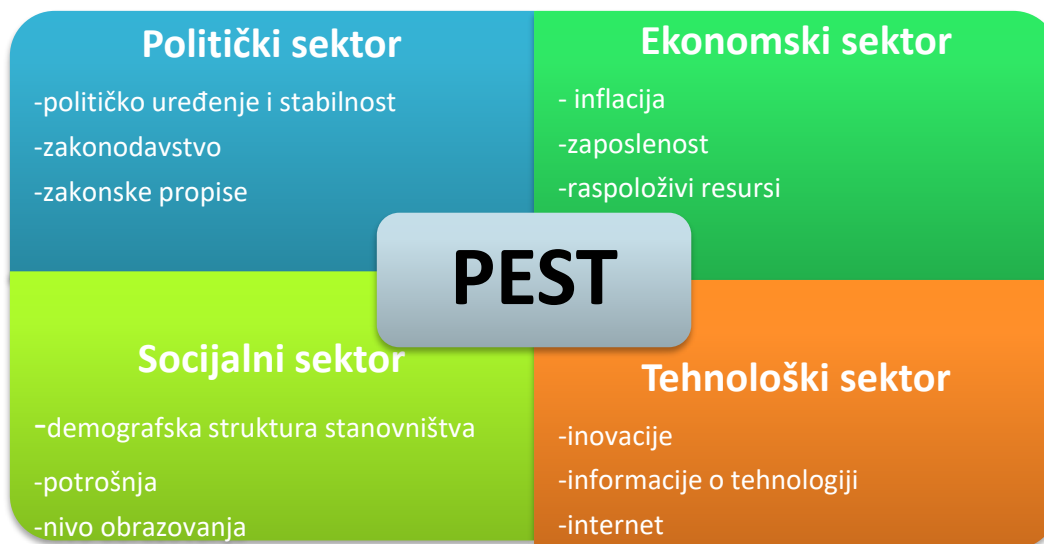 Politički sektor
-političko uređenje i stabilnost
-zakonodavstvo
-zakonske propise
Ekonomski sektor
- inflacija
-zaposlenost
-raspoloživi resursi
PEST
Socijalni sektor
-demografska struktura stanovništva
-potrošnja
-nivo obrazovanja
Tehnološki sektor
-inovacije
-informacije o tehnologiji
-internet